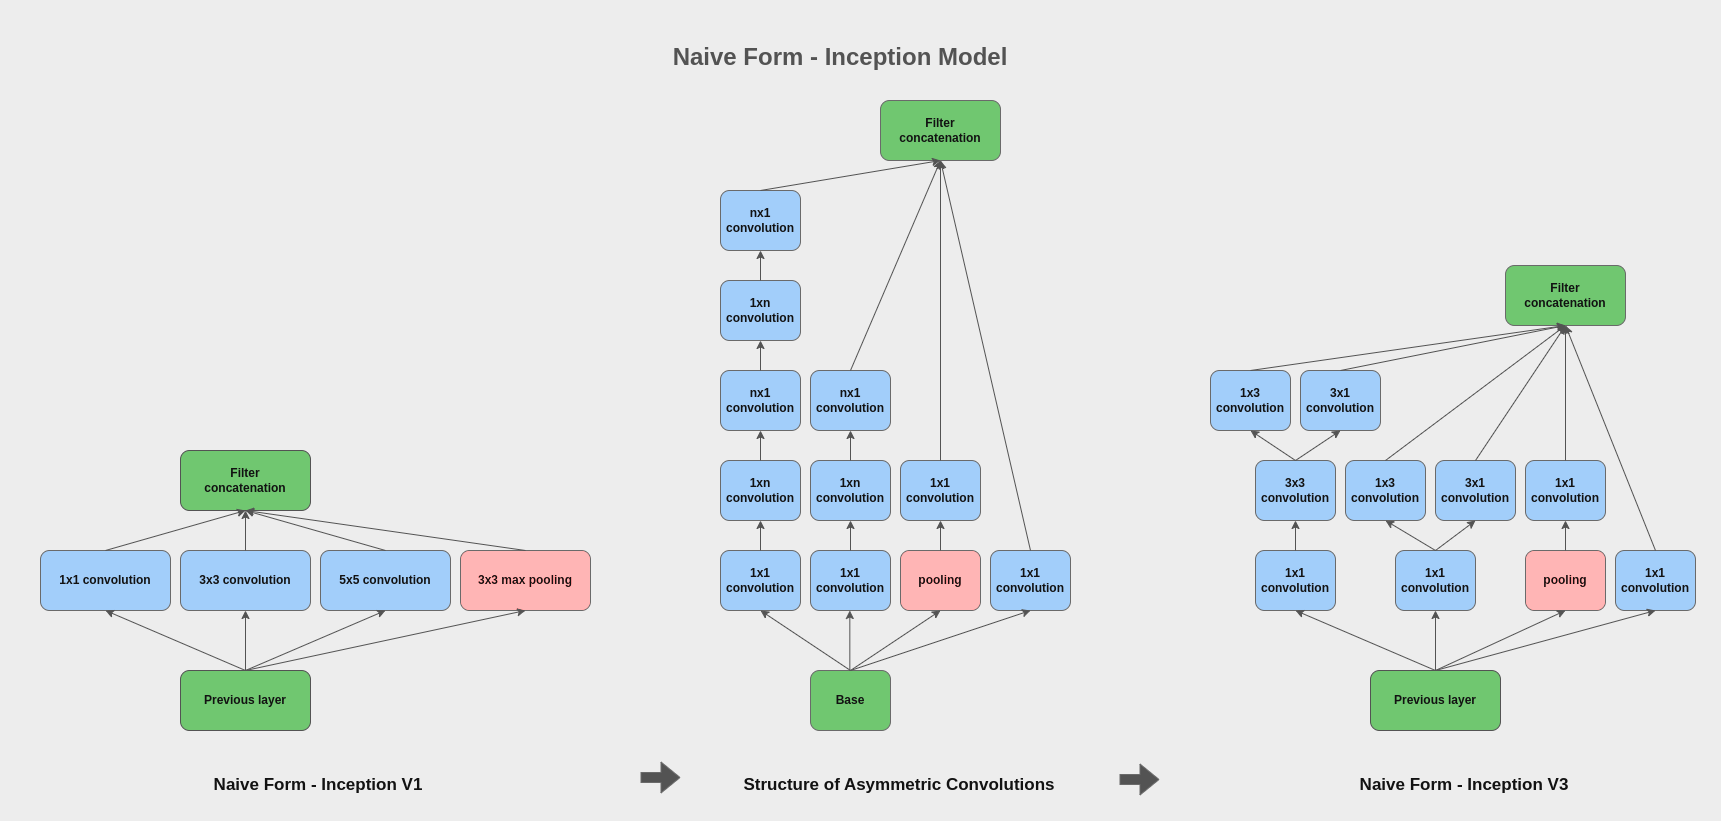 Naive Form - Inception Model
Filter
concatenation
1x1 convolution
3x3 convolution
5x5 convolution
3x3 max pooling
Previous layer
Naive Form - Inception V1
Filter
concatenation
nx1
convolution
1xn
convolution
nx1
convolution
nx1
convolution
1xn
convolution
1xn
convolution
1x1
convolution
1x1
convolution
1x1
convolution
pooling
1x1
convolution
Base
Structure of Asymmetric Convolutions
Filter
concatenation
1x3
convolution
3x1
convolution
3x3
convolution
1x3
convolution
3x1
convolution
1x1
convolution
1x1
convolution
1x1
convolution
pooling
1x1
convolution
Previous layer
Naive Form - Inception V3